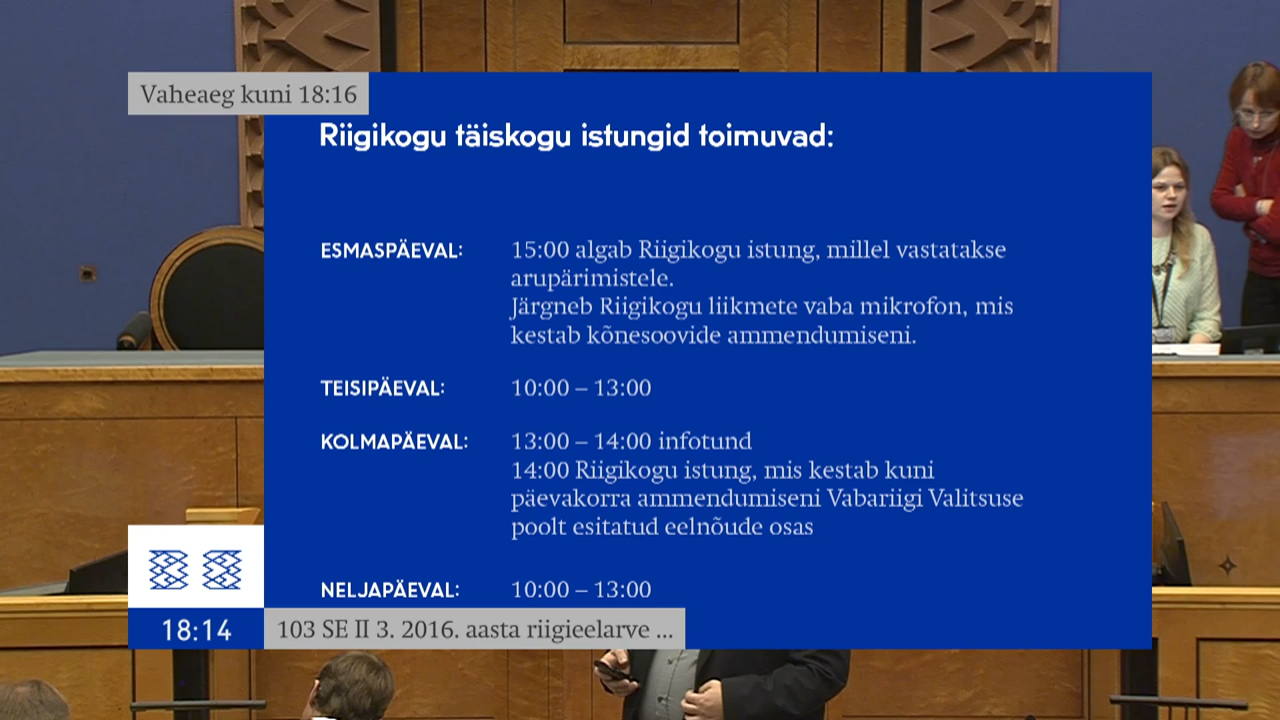 Vaheaeg kuni 18:16
Riigikogu täiskogu istungid toimuvad:
ESMASPÄEVAL: 15:00 algab Riigikogu istung, millel vastatakse
arupärimistele.
Järgneb Riigikogu liikmete vaba mikrofon, mis
kestab kõnesoovide ammendumiseni.
TEISIPÄEVAL: 10:00 – 13:00
KOLMAPÄEVAL: 13:00 – 14:00 infotund
14:00 Riigikogu istung, mis kestab kuni
päevakorra ammendumiseni Vabariigi Valitsuse
poolt esitatud eelnõude osas
NELJAPÄEVAL: 10:00 – 13:00
18:14 103 SE II 3. 2016. aasta riigieelarve ...